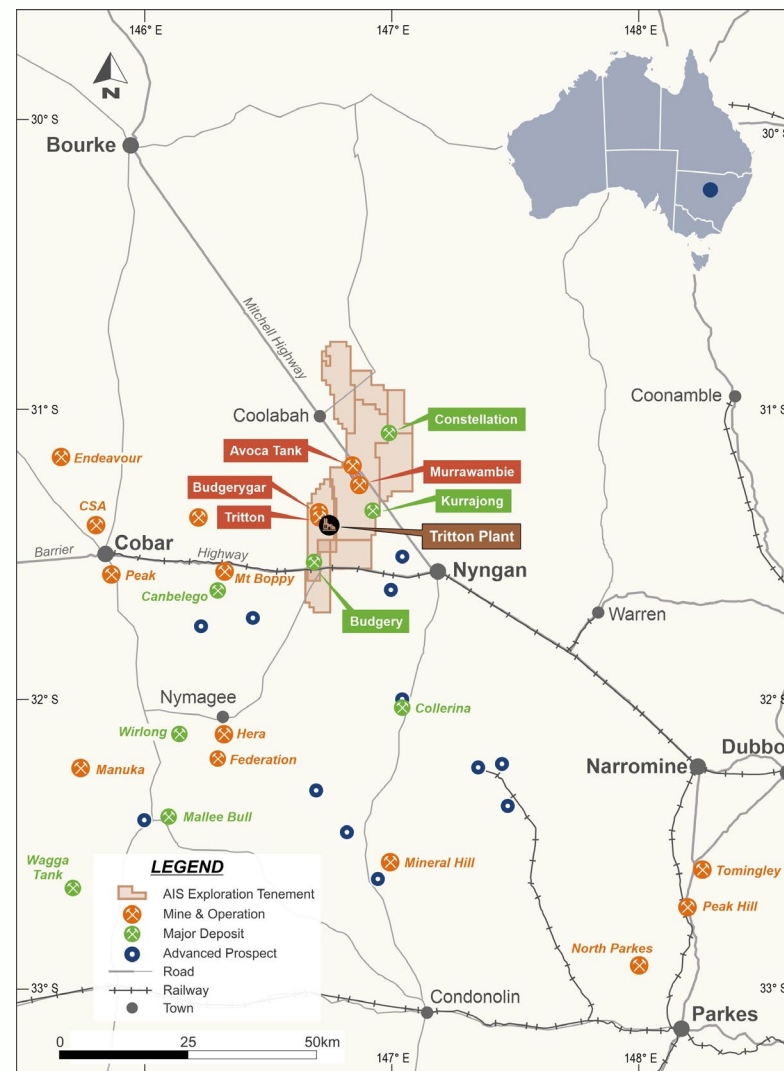 146° E
147° E
148° E
N
30° S
30° S
Bourke
Mitchell Highway
Coonamble
31° S
31° S
Coolabah
Constellation
Avoca Tank
Endeavour
Murrawambie
Budgerygar
Kurrajong
CSA
Tritton
Tritton Plant
Barrier
Cobar
Highway
Nyngan
Peak
Mt Boppy
Canbelego
Budgery
Warren
32° S
32° S
Nymagee
Collerina
Wirlong
Hera
Federation
Manuka
Narromine
Dubbo
Mallee Bull
Wagga
Tank
Mineral Hill
Tomingley
Peak Hill
North Parkes
LEGEND
AIS Exploration Tenement
Mine & Operation
Major Deposit
Advanced Prospect
Road
Railway
Town
33° S
33° S
Condonolin
Parkes
0
25
50km
147° E
148° E